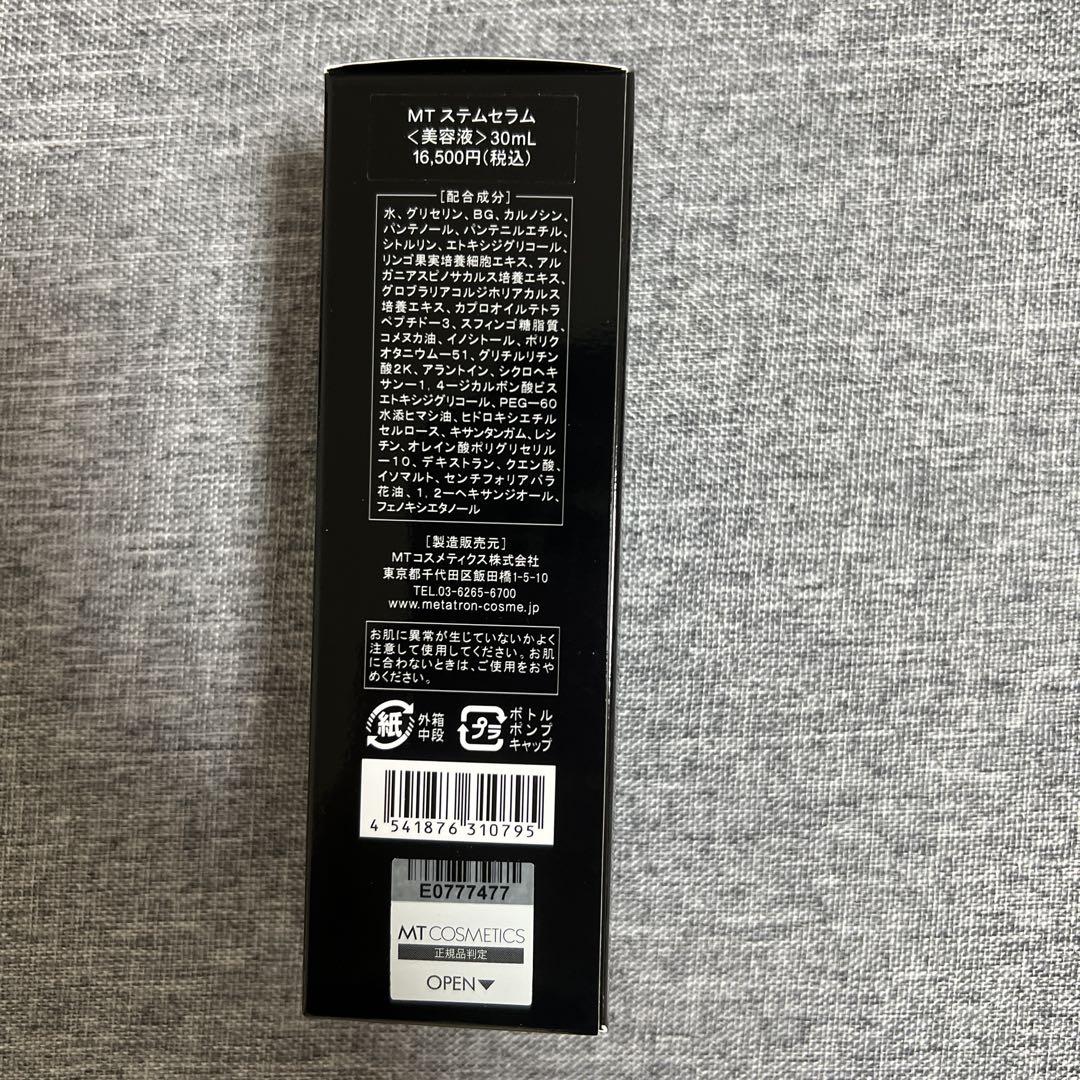 MT ステムセラム
<美容液>30mL
16,500円(税込)
[配合成分]
水、グリセリン、BG、カルノシン、
パンテノール、パンテニルエチル、
シトルリン、エトキシジグリコール、
リンゴ果実培養細胞エキス、アル
ガニアスピノサカルス培養エキス、
グロブラリアコルジホリアカルス
培養エキス、カプロオイルテトラ
ペプチドー3、スフィンゴ糖脂質、
コメヌカ油、イノシトール、ポリク
オタニウムー51、グリチルリチン
酸2K、アラントイン、シクロヘキ
サンー1，4ージカルボン酸ビス
エトキシジグリコール、PEGー60
水添ヒマシ油、ヒドロキシエチル
セルロース、キサンタンガム、レシ
チン、オレイン酸ポリグリセリル
ー10、デキストラン、クエン酸、
イソマルト、センチフォリアバラ
花油、1，2ーヘキサンジオール、
フェノキシエタノール
[製造販売元]
MTコスメティクス株式会社
東京都千代田区飯田橋1-5-10
TEL.03-6265-6700
www.metatron-cosme.jp
お肌に異常が生じていないかよく
注意して使用してください。お肌
に合わないときは、ご使用をおや
めください。
紙 外箱 中段
プラ ボトル ポンプ キャップ
4 541876 310795
E0777477
MT COSMETICS
正規品判定
OPEN▼